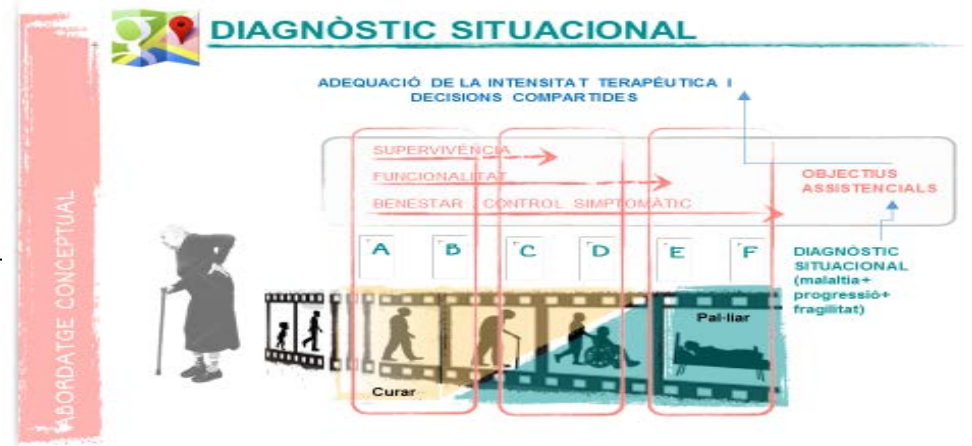 DIAGNÒSTIC SITUACIONAL
ADEQUACIÓ DE LA INTENSITAT TERAPÉUTICA I
DECISIONS COMPARTIDES
SUPERVIVÈNCIA
FUNCIONALITAT
BENESTAR , CONTROL SIMPTOMÀTIC
OBJECTIUS
ASSISTENCIALS
A
B
C
D
E
F
DIAGNÒSTIC
SITUACIONAL
(malaltia+
progressió+
fragilitat)
Pal·liar
Curar
ABORDATGE CONCEPTUAL